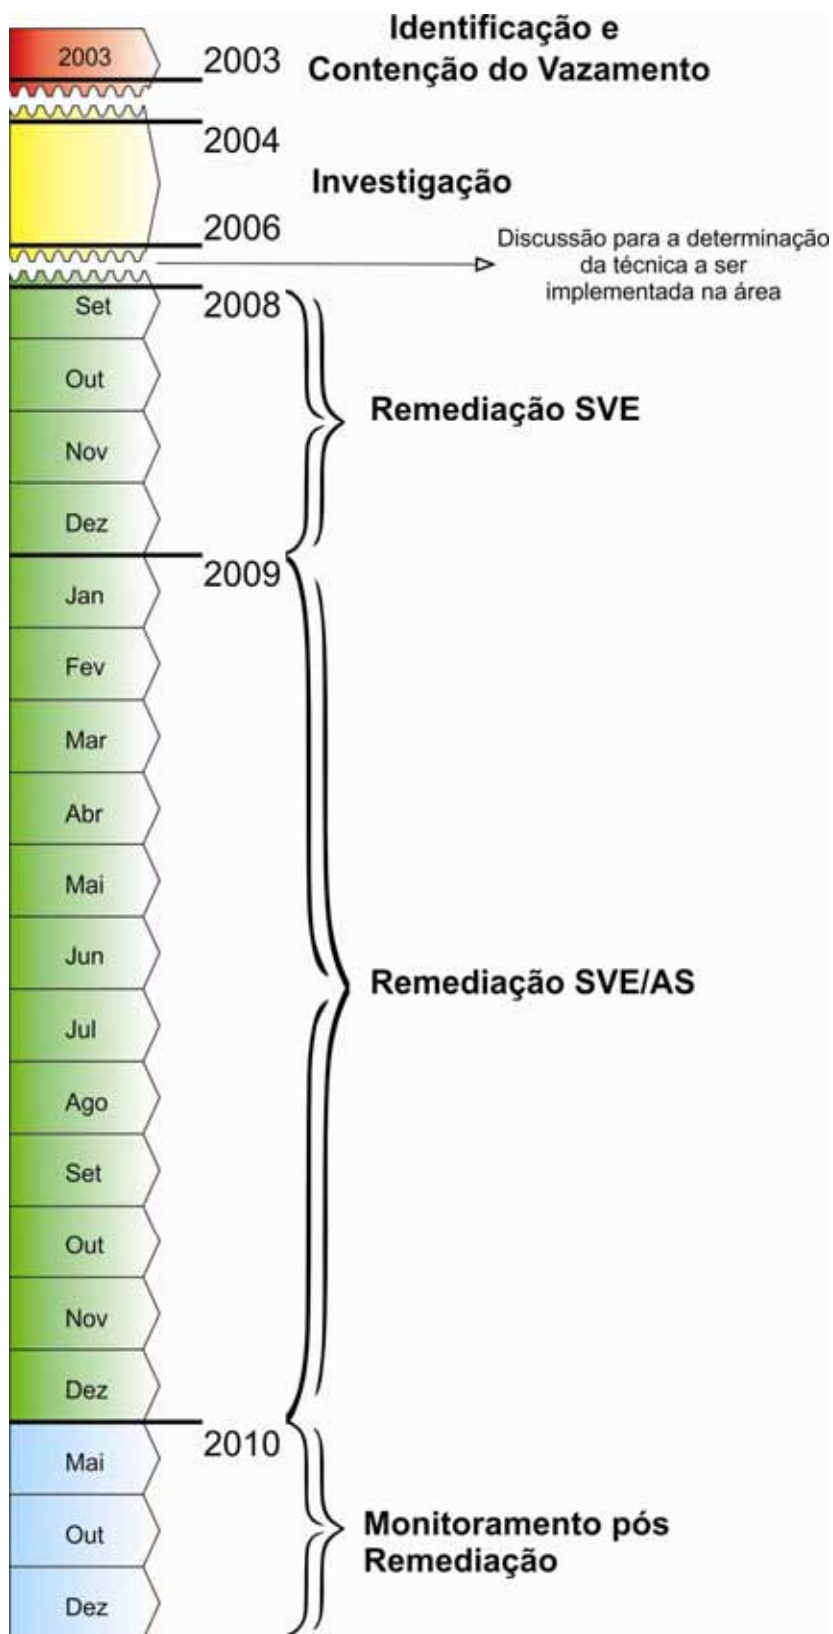 Identificação e
2003
2003
Contenção do Vazamento
2004
Investigação
2006
Discussão para a determinação
da técnica a ser
implementada na área
Set
2008
Out
Remediação SVE
Nov
Dez
2009
Jan
Fev
Mar
Abr
Mai
Jun
Remediação SVE/AS
Jul
Ago
Set
Out
Nov
Dez
2010
Mai
Out
Monitoramento pós
Remediação
Dez